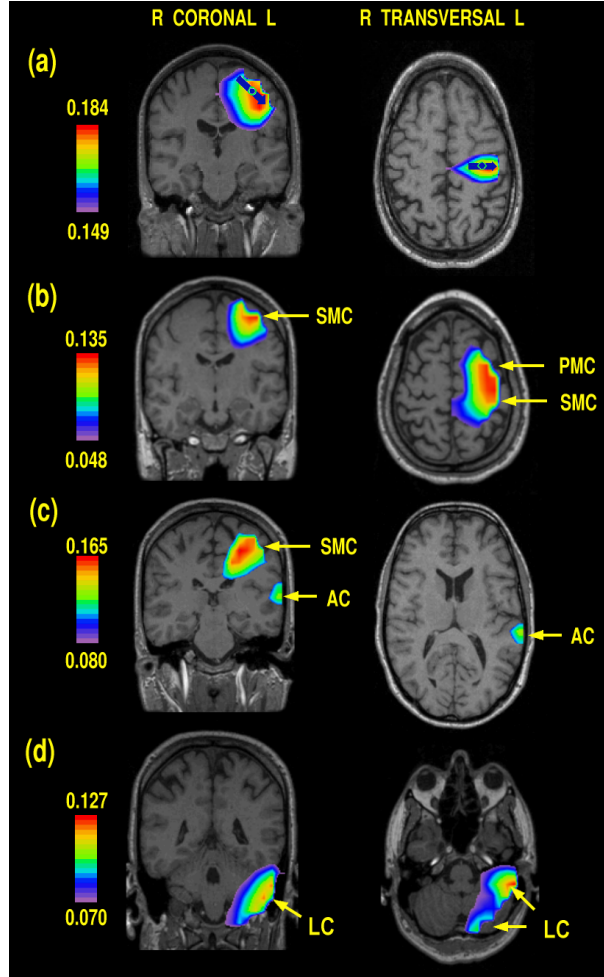 R CORONAL L
R TRANSVERSAL L
(a)
0.184
0.149
(b)
0.135
0.048
SMC
PMC
SMC
(c)
0.165
0.080
SMC
AC
AC
(d)
0.127
0.070
LC
LC